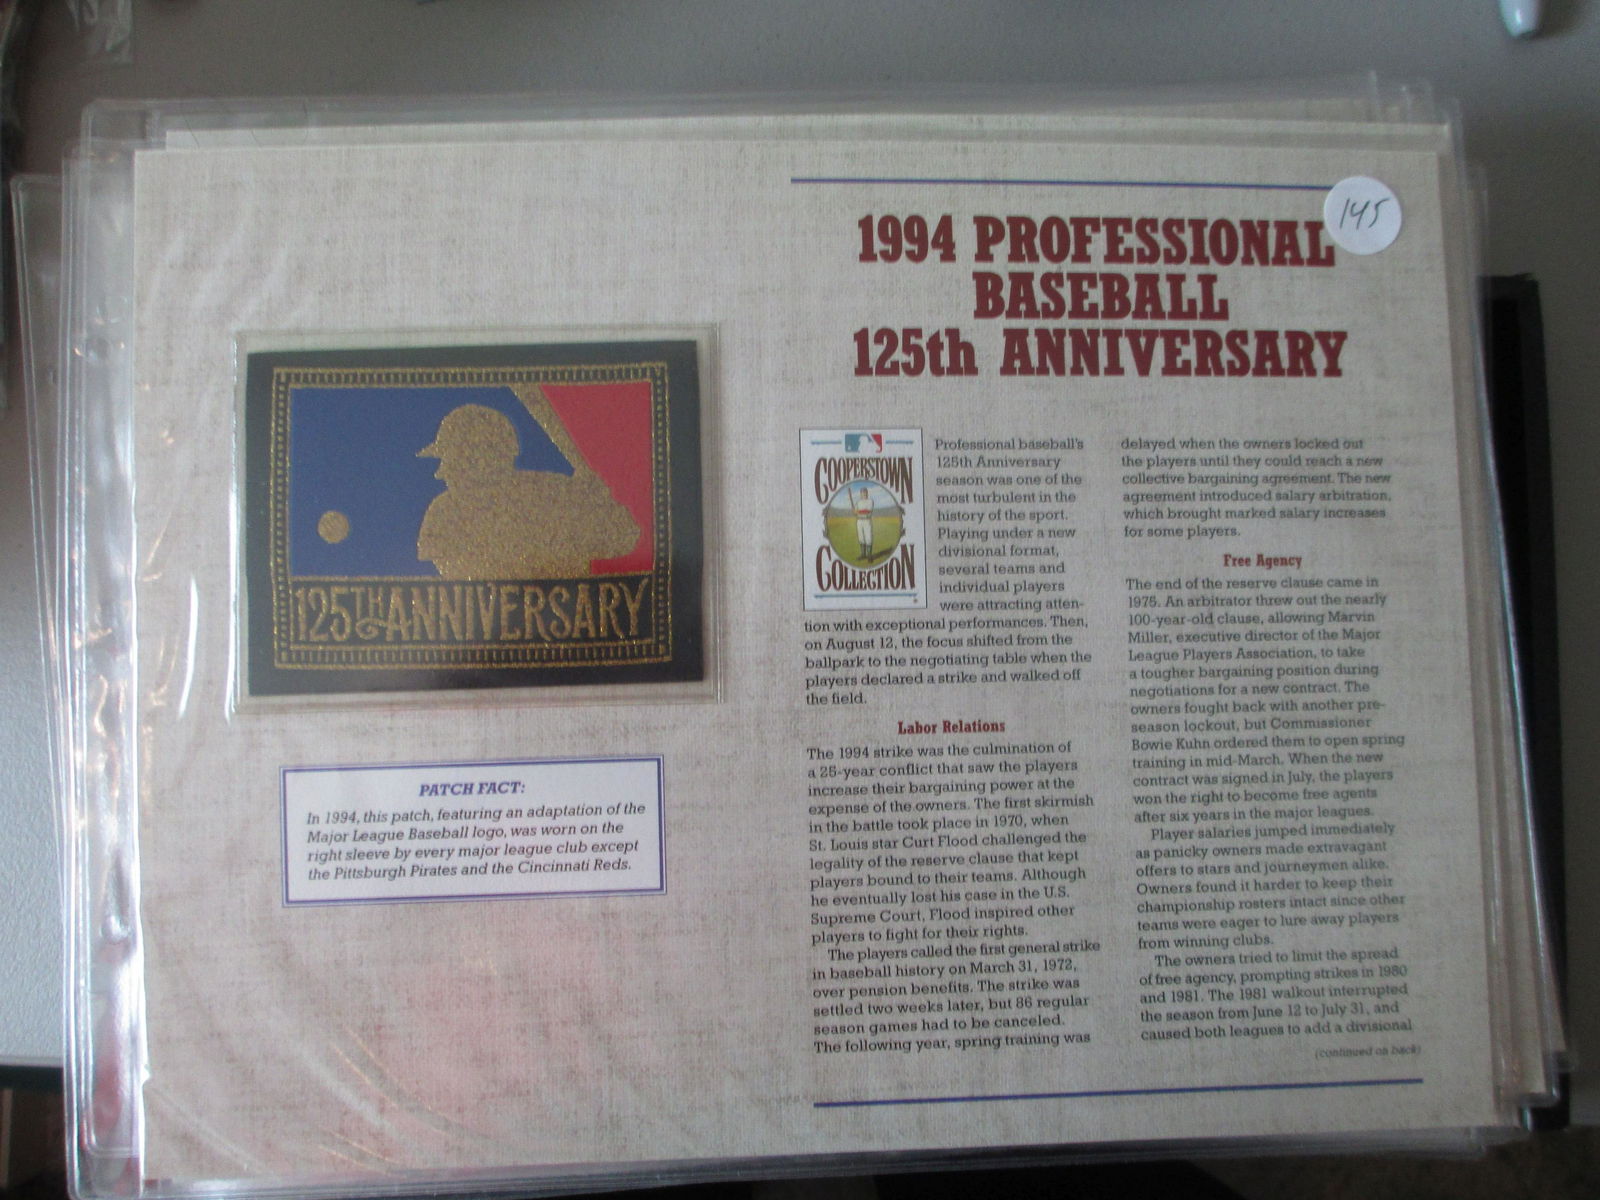 145
1994 PROFESSIONAL
BASEBALL
125th ANNIVERSARY
125TH ANNIVERSARY
PATCH FACT:
In 1994, this patch, featuring an adaptation of the
Major League Baseball logo, was worn on the
right sleeve by every major league club except
the Pittsburgh Pirates and the Cincinnati Reds.
COOPERSTOWN
COLLECTION
Professional baseball's
125th Anniversary
season was one of the
most turbulent in the
history of the sport.
Playing under a new
divisional format,
several teams and
individual players
were attracting atten-
tion with exceptional performances. Then,
on August 12, the focus shifted from the
ballpark to the negotiating table when the
players declared a strike and walked off
the field.
Labor Relations
The 1994 strike was the culmination of
a 25-year conflict that saw the players
increase their bargaining power at the
expense of the owners. The first skirmish
in the battle took place in 1970, when
St. Louis star Curt Flood challenged the
legality of the reserve clause that kept
players bound to their teams. Although
he eventually lost his case in the U.S.
Supreme Court, Flood inspired other
players to fight for their rights.
The players called the first general strike
in baseball history on March 31, 1972,
over pension benefits. The strike was
settled two weeks later, but 86 regular
season games had to be canceled.
The following year, spring training was
delayed when the owners locked out
the players until they could reach a new
collective bargaining agreement. The new
agreement introduced salary arbitration,
which brought marked salary increases
for some players.
Free Agency
The end of the reserve clause came in
1975. An arbitrator threw out the nearly
100-year-old clause, allowing Marvin
Miller, executive director of the Major
League Players Association, to take
a tougher bargaining position during
negotiations for a new contract. The
owners fought back with another pre-
season lockout, but Commissioner
Bowie Kuhn ordered them to open spring
training in mid-March. When the new
contract was signed in July, the players
won the right to become free agents
after six years in the major leagues.
Player salaries jumped immediately
as panicky owners made extravagant
offers to stars and journeymen alike.
Owners found it harder to keep their
championship rosters intact since other
teams were eager to lure away players
from winning clubs.
The owners tried to limit the spread
of free agency, prompting strikes in 1980
and 1981. The 1981 walkout interrupted
the season from June 12 to July 31, and
caused both leagues to add a divisional
(continued on back)